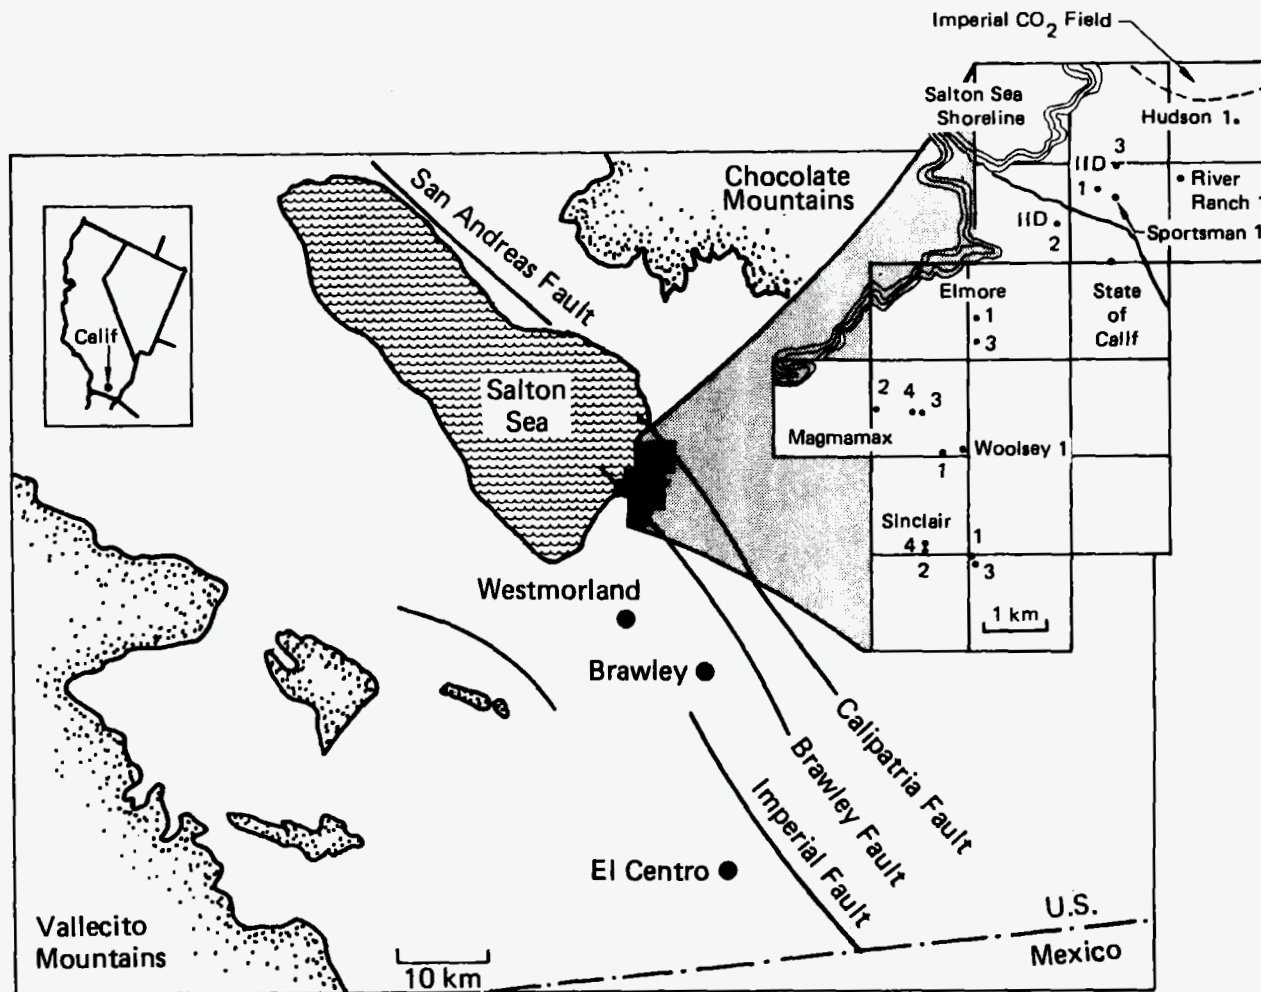 Imperial CO2 Field
Salton Sea
Shoreline
Hudson 1.
3
IID
1
River
Ranch 1
IID
2
Sportsman 1
Chocolate
Mountains
San Andreas Fault
Elmore
1
3
State
of
Calif
Calif
Salton
Sea
2 4 3
Magmamax
Woolsey 1
1
Sinclair
4
2
1
3
1 km
Westmorland
Brawley
Calipatria Fault
Brawley Fault
Imperial Fault
El Centro
Vallecito
Mountains
10 km
U.S.
Mexico